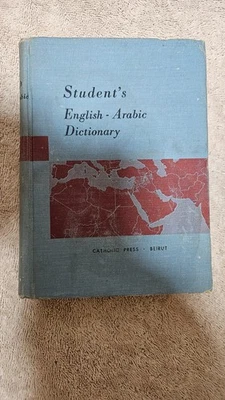 Student's
English - Arabic
Dictionary
CATHOLIC PRESS - BEIRUT